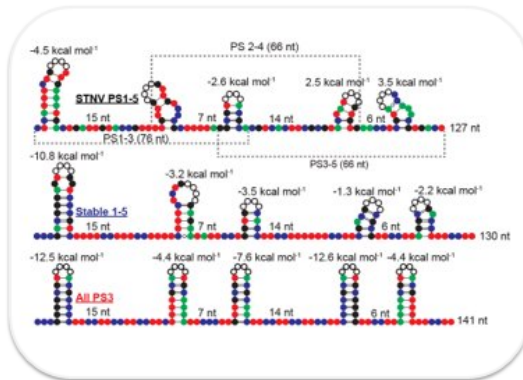 PS 2-4 (66 nt)
-4.5 kcal mol⁻¹
-2.6 kcal mol⁻¹
2.5 kcal mol⁻¹
3.5 kcal mol⁻¹
STNV PS1-5
15 nt
7 nt
14 nt
6 nt
127 nt
PS1-3 (76 nt)
PS3-5 (66 nt)
-10.8 kcal mol⁻¹
-3.2 kcal mol⁻¹
-3.5 kcal mol⁻¹
-1.3 kcal mol⁻¹
-2.2 kcal mol⁻¹
Stable 1-5
15 nt
7 nt
14 nt
6 nt
130 nt
-12.5 kcal mol⁻¹
-4.4 kcal mol⁻¹
-7.6 kcal mol⁻¹
-12.6 kcal mol⁻¹
-4.4 kcal mol⁻¹
All PS3
15 nt
7 nt
14 nt
6 nt
141 nt